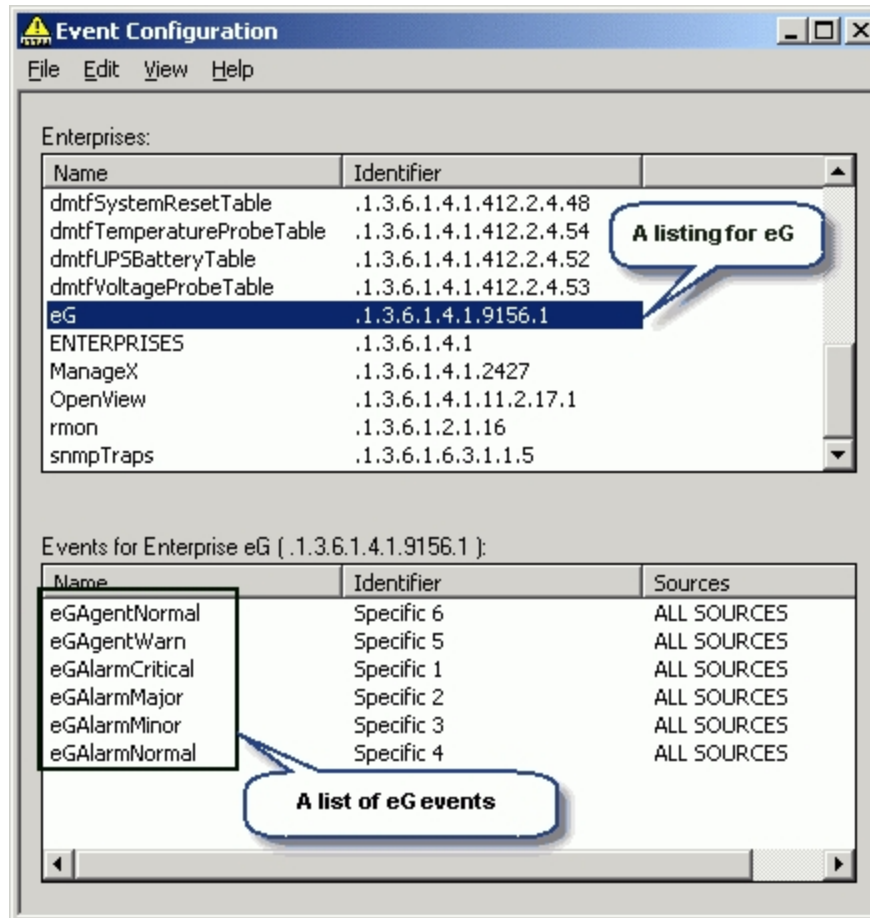 Event Configuration
File Edit View Help
Enterprises:
Name Identifier
dmtfSystemResetTable .1.3.6.1.4.1.412.2.4.48
dmtfTemperatureProbeTable .1.3.6.1.4.1.412.2.4.54
dmtfUPSBatteryTable .1.3.6.1.4.1.412.2.4.52
dmtfVoltageProbeTable .1.3.6.1.4.1.412.2.4.53
A listing for eG
eG .1.3.6.1.4.1.9156.1
ENTERPRISES .1.3.6.1.4.1
ManageX .1.3.6.1.4.1.2427
OpenView .1.3.6.1.4.1.11.2.17.1
rmon .1.3.6.1.2.1.16
snmpTraps .1.3.6.1.6.3.1.1.5
Events for Enterprise eG ( .1.3.6.1.4.1.9156.1 ):
Name Identifier Sources
eGAgentNormal Specific 6 ALL SOURCES
eGAgentWarn Specific 5 ALL SOURCES
eGAlarmCritical Specific 1 ALL SOURCES
eGAlarmMajor Specific 2 ALL SOURCES
eGAlarmMinor Specific 3 ALL SOURCES
eGAlarmNormal Specific 4 ALL SOURCES
A list of eG events